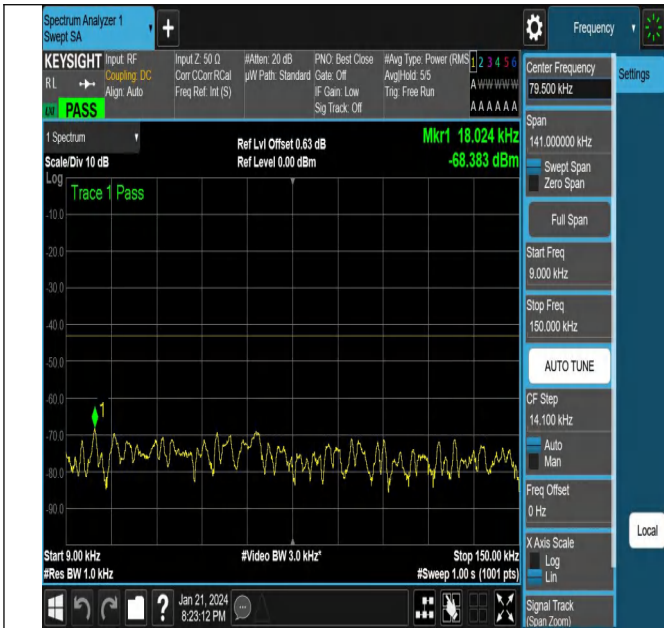 Spectrum Analyzer 1
Swept SA
Frequency
KEYSIGHT
RL
PASS
Input: RF
Coupling: DC
Align: Auto
Input Z: 50 Ω
Corr CCorr RCal
Freq Ref: Int (S)
#Atten: 20 dB
µW Path: Standard
PNO: Best Close
Gate: Off
IF Gain: Low
Sig Track: Off
#Avg Type: Power (RMS
Avg|Hold: 5/5
Trig: Free Run
1 2 3 4 5 6
A W W W W W
A A A A A A
1 Spectrum
Scale/Div 10 dB
Log
Ref Lvl Offset 0.63 dB
Ref Level 0.00 dBm
Mkr1 18.024 kHz
-68.383 dBm
Trace 1 Pass
-10.0
-20.0
-30.0
-40.0
-50.0
-60.0
-70.0
-80.0
-90.0
1
Start 9.00 kHz
#Res BW 1.0 kHz
#Video BW 3.0 kHz*
Stop 150.00 kHz
#Sweep 1.00 s (1001 pts)
Jan 21, 2024
8:23:12 PM
Center Frequency
79.500 kHz
Settings
Span
141.000000 kHz
Swept Span
Zero Span
Full Span
Start Freq
9.000 kHz
Stop Freq
150.000 kHz
AUTO TUNE
CF Step
14.100 kHz
Auto
Man
Freq Offset
0 Hz
X Axis Scale
Log
Lin
Local
Signal Track
(Span Zoom)